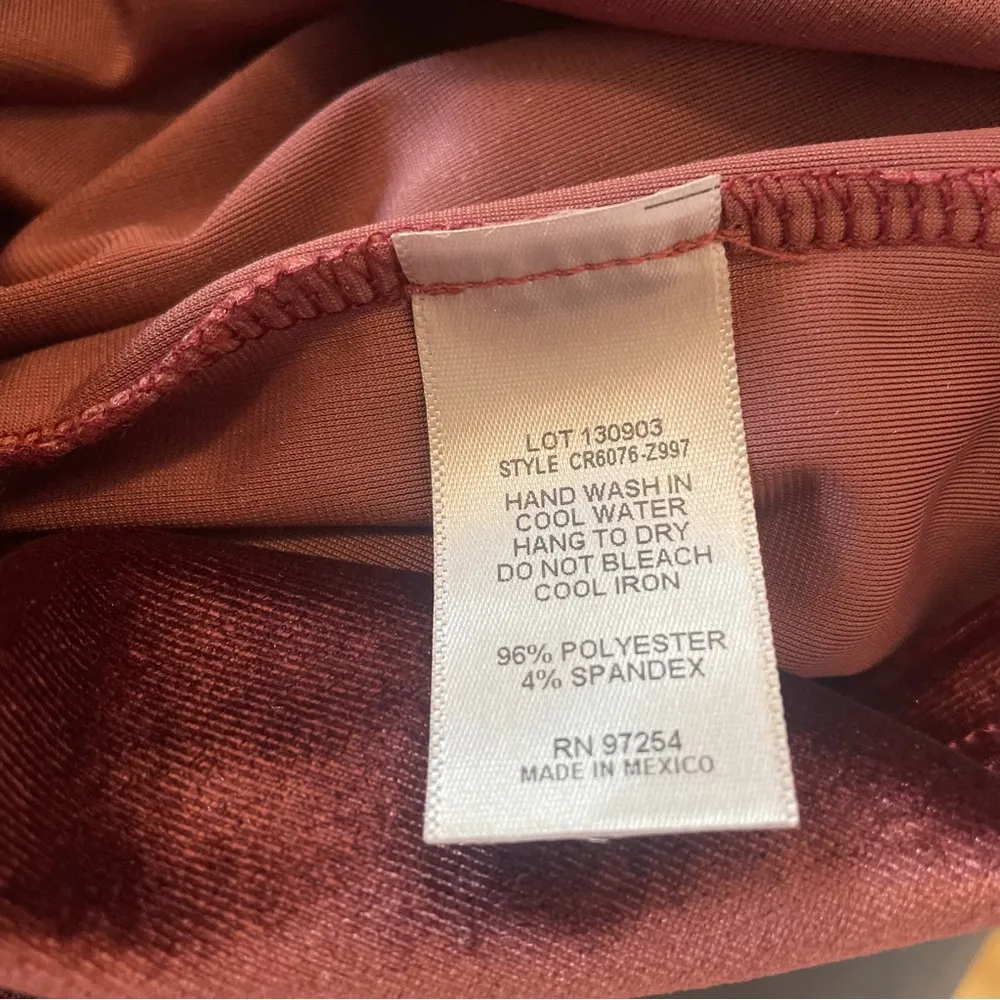 LOT 130903
STYLE CR6076-Z997
HAND WASH IN
COOL WATER
HANG TO DRY
DO NOT BLEACH
COOL IRON
96% POLYESTER
4% SPANDEX
RN 97254
MADE IN MEXICO